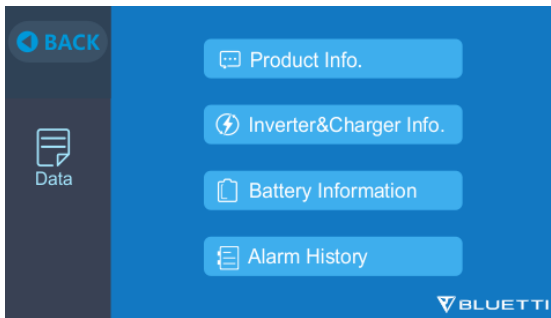 BACK
Data
Product Info.
Inverter&Charger Info.
Battery Information
Alarm History
BLUETTI